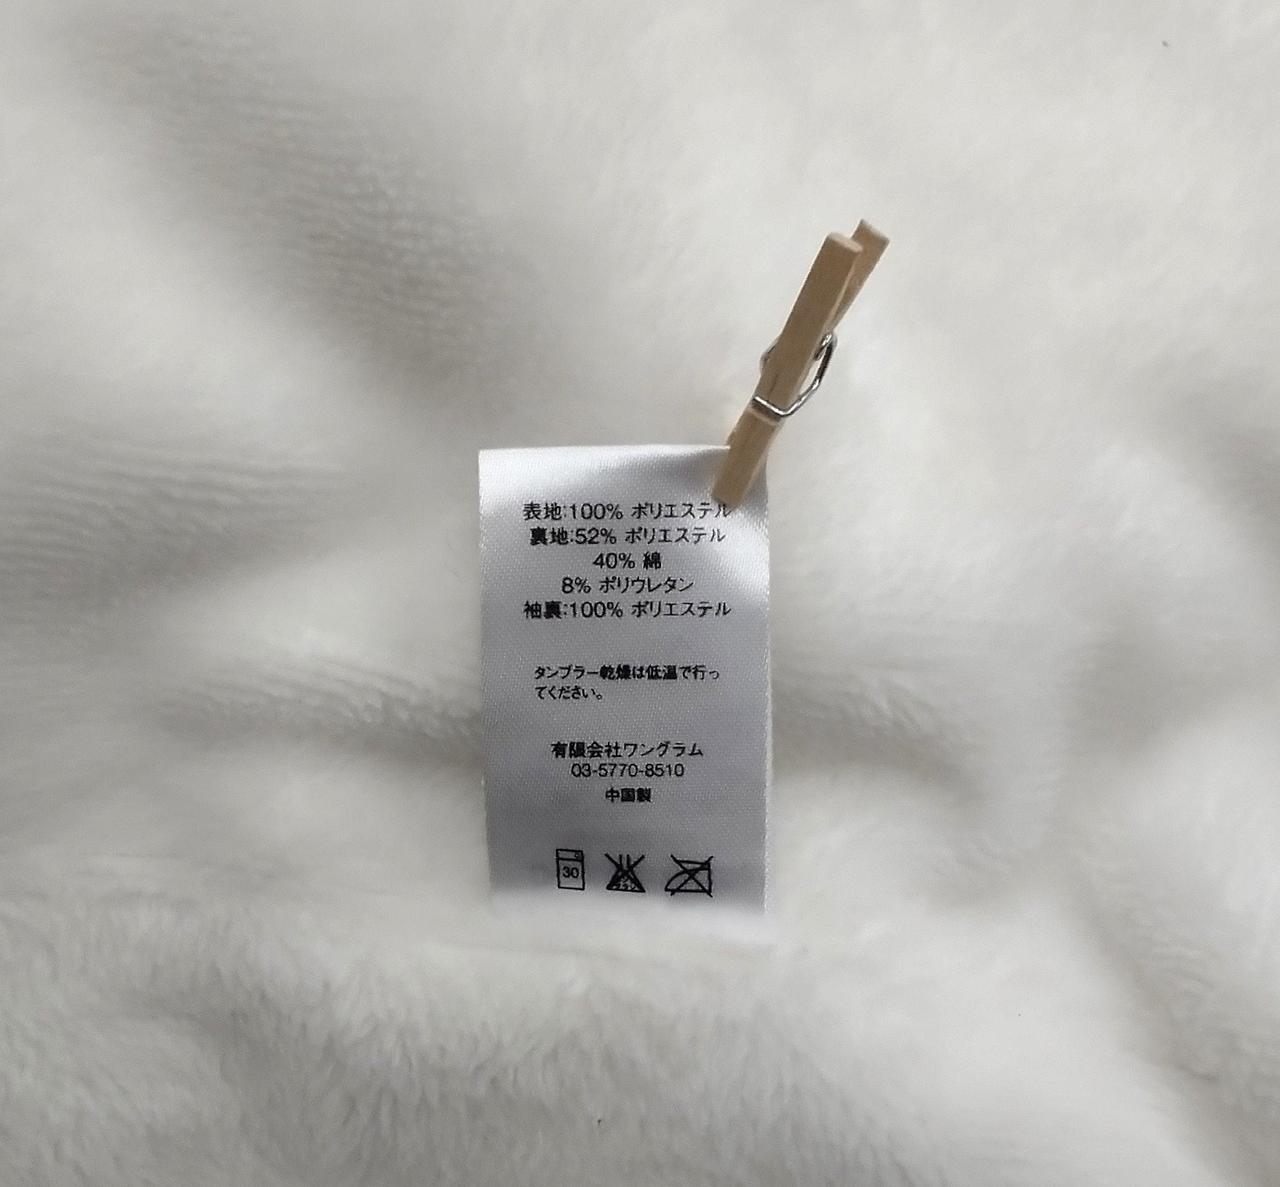 表地:100% ポリエステル
裏地:52% ポリエステル
40% 綿
8% ポリウレタン
袖裏:100% ポリエステル
タンブラー乾燥は低温で行っ
てください。
有限会社ワングラム
03-5770-8510
中国製
30